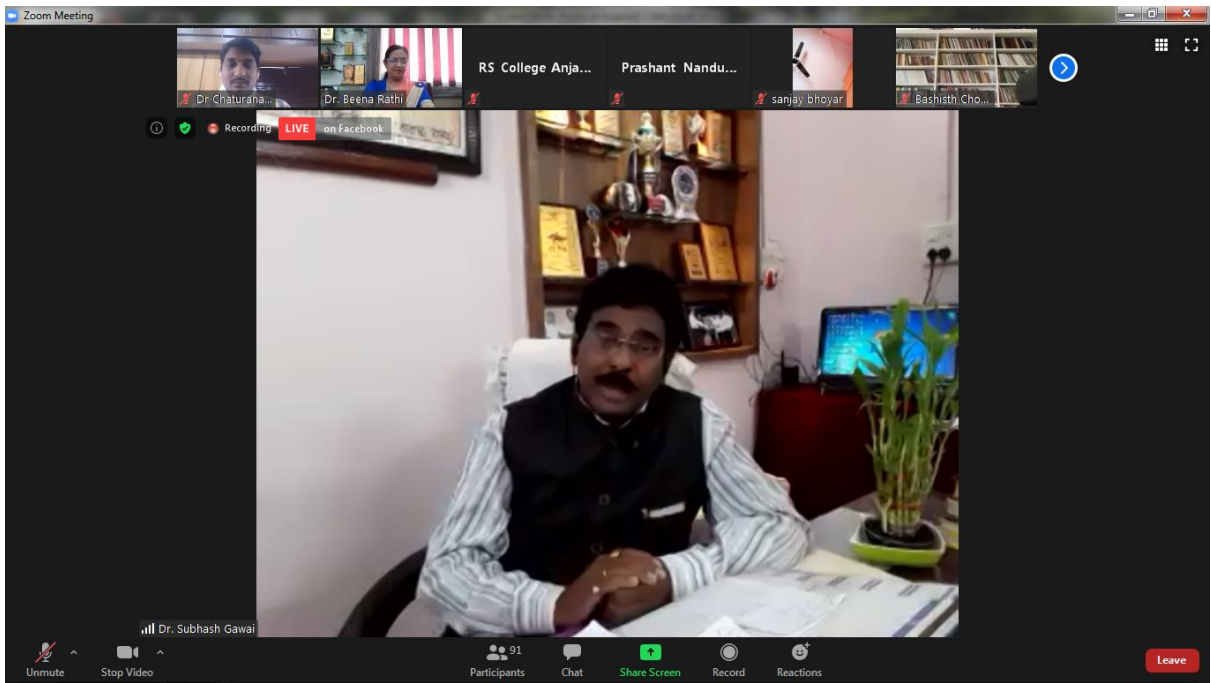 Zoom Meeting
Dr Chaturana...
Dr. Beena Rathi
RS College Anja...
Prashant Nandu...
sanjay bhoyar
Bashisth Cho...
Recording LIVE on Facebook
Dr. Subhash Gawai
Unmute
Stop Video
91
Participants
Chat
Share Screen
Record
Reactions
Leave